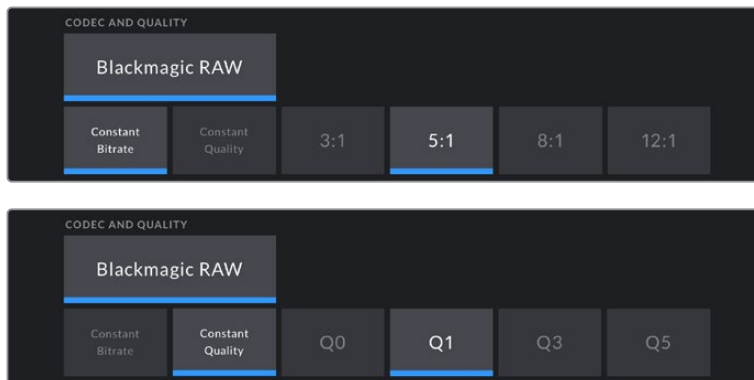 CODEC AND QUALITY
Blackmagic RAW
Constant Bitrate
Constant Quality
3:1
5:1
8:1
12:1
CODEC AND QUALITY
Blackmagic RAW
Constant Bitrate
Constant Quality
Q0
Q1
Q3
Q5